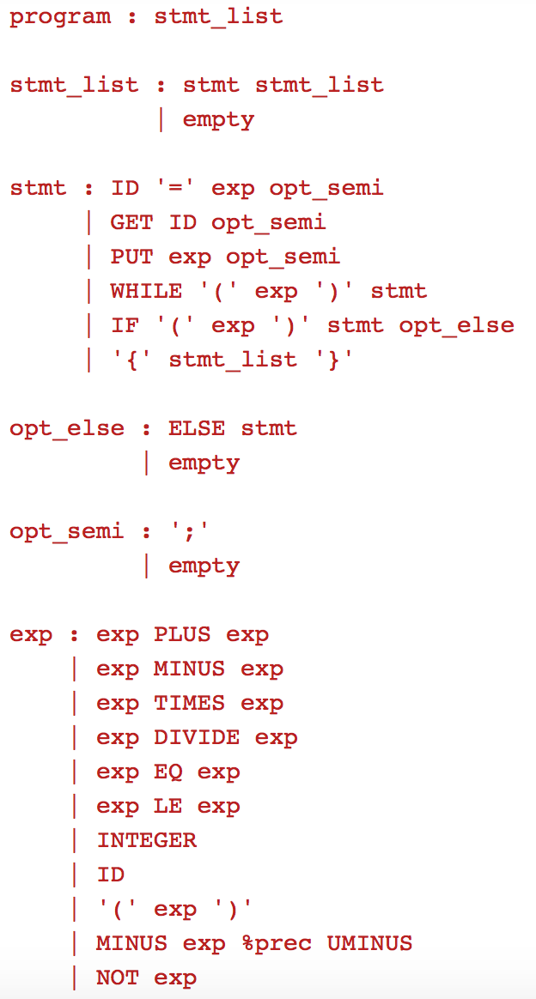 program : stmt_list
stmt_list : stmt stmt_list
| empty
stmt : ID '=' exp opt_semi
| GET ID opt_semi
| PUT exp opt_semi
| WHILE '(' exp ')' stmt
| IF '(' exp ')' stmt opt_else
| '{' stmt_list '}'
opt_else : ELSE stmt
| empty
opt_semi : ';'
| empty
exp : exp PLUS exp
| exp MINUS exp
| exp TIMES exp
| exp DIVIDE exp
| exp EQ exp
| exp LE exp
| INTEGER
| ID
| '(' exp ')'
| MINUS exp %prec UMINUS
| NOT exp